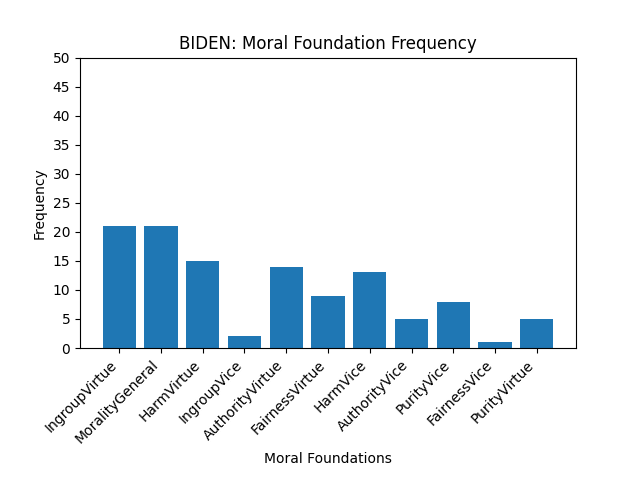 BIDEN: Moral Foundation Frequency
50
45
40
35
30
25
20
15
10
5
0
Frequency
IngroupVirtue
MoralityGeneral
HarmVirtue
IngroupVice
AuthorityVirtue
FairnessVirtue
HarmVice
AuthorityVice
PurityVice
FairnessVice
PurityVirtue
Moral Foundations